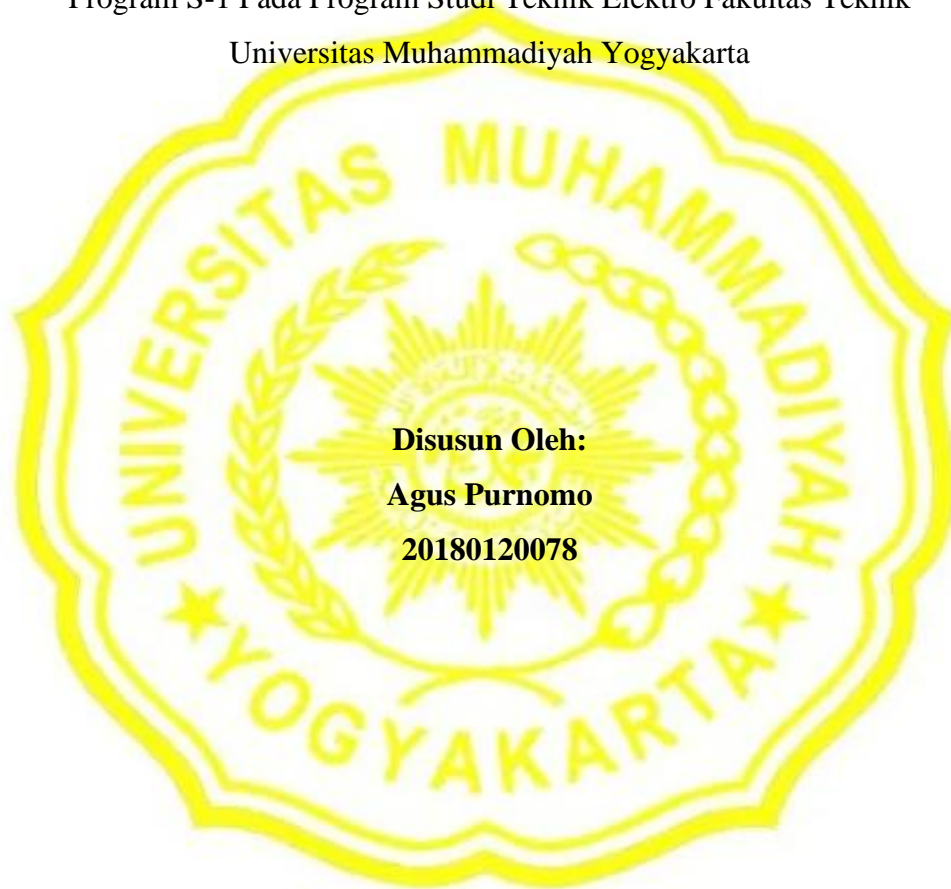 Program S-1 Pada Program Studi Teknik Elektro Fakultas Teknik
Universitas Muhammadiyah Yogyakarta
UNIVERSITAS MUHAMMADIYAH
Disusun Oleh:
Agus Purnomo
20180120078
★ YOGYAKARTA ★